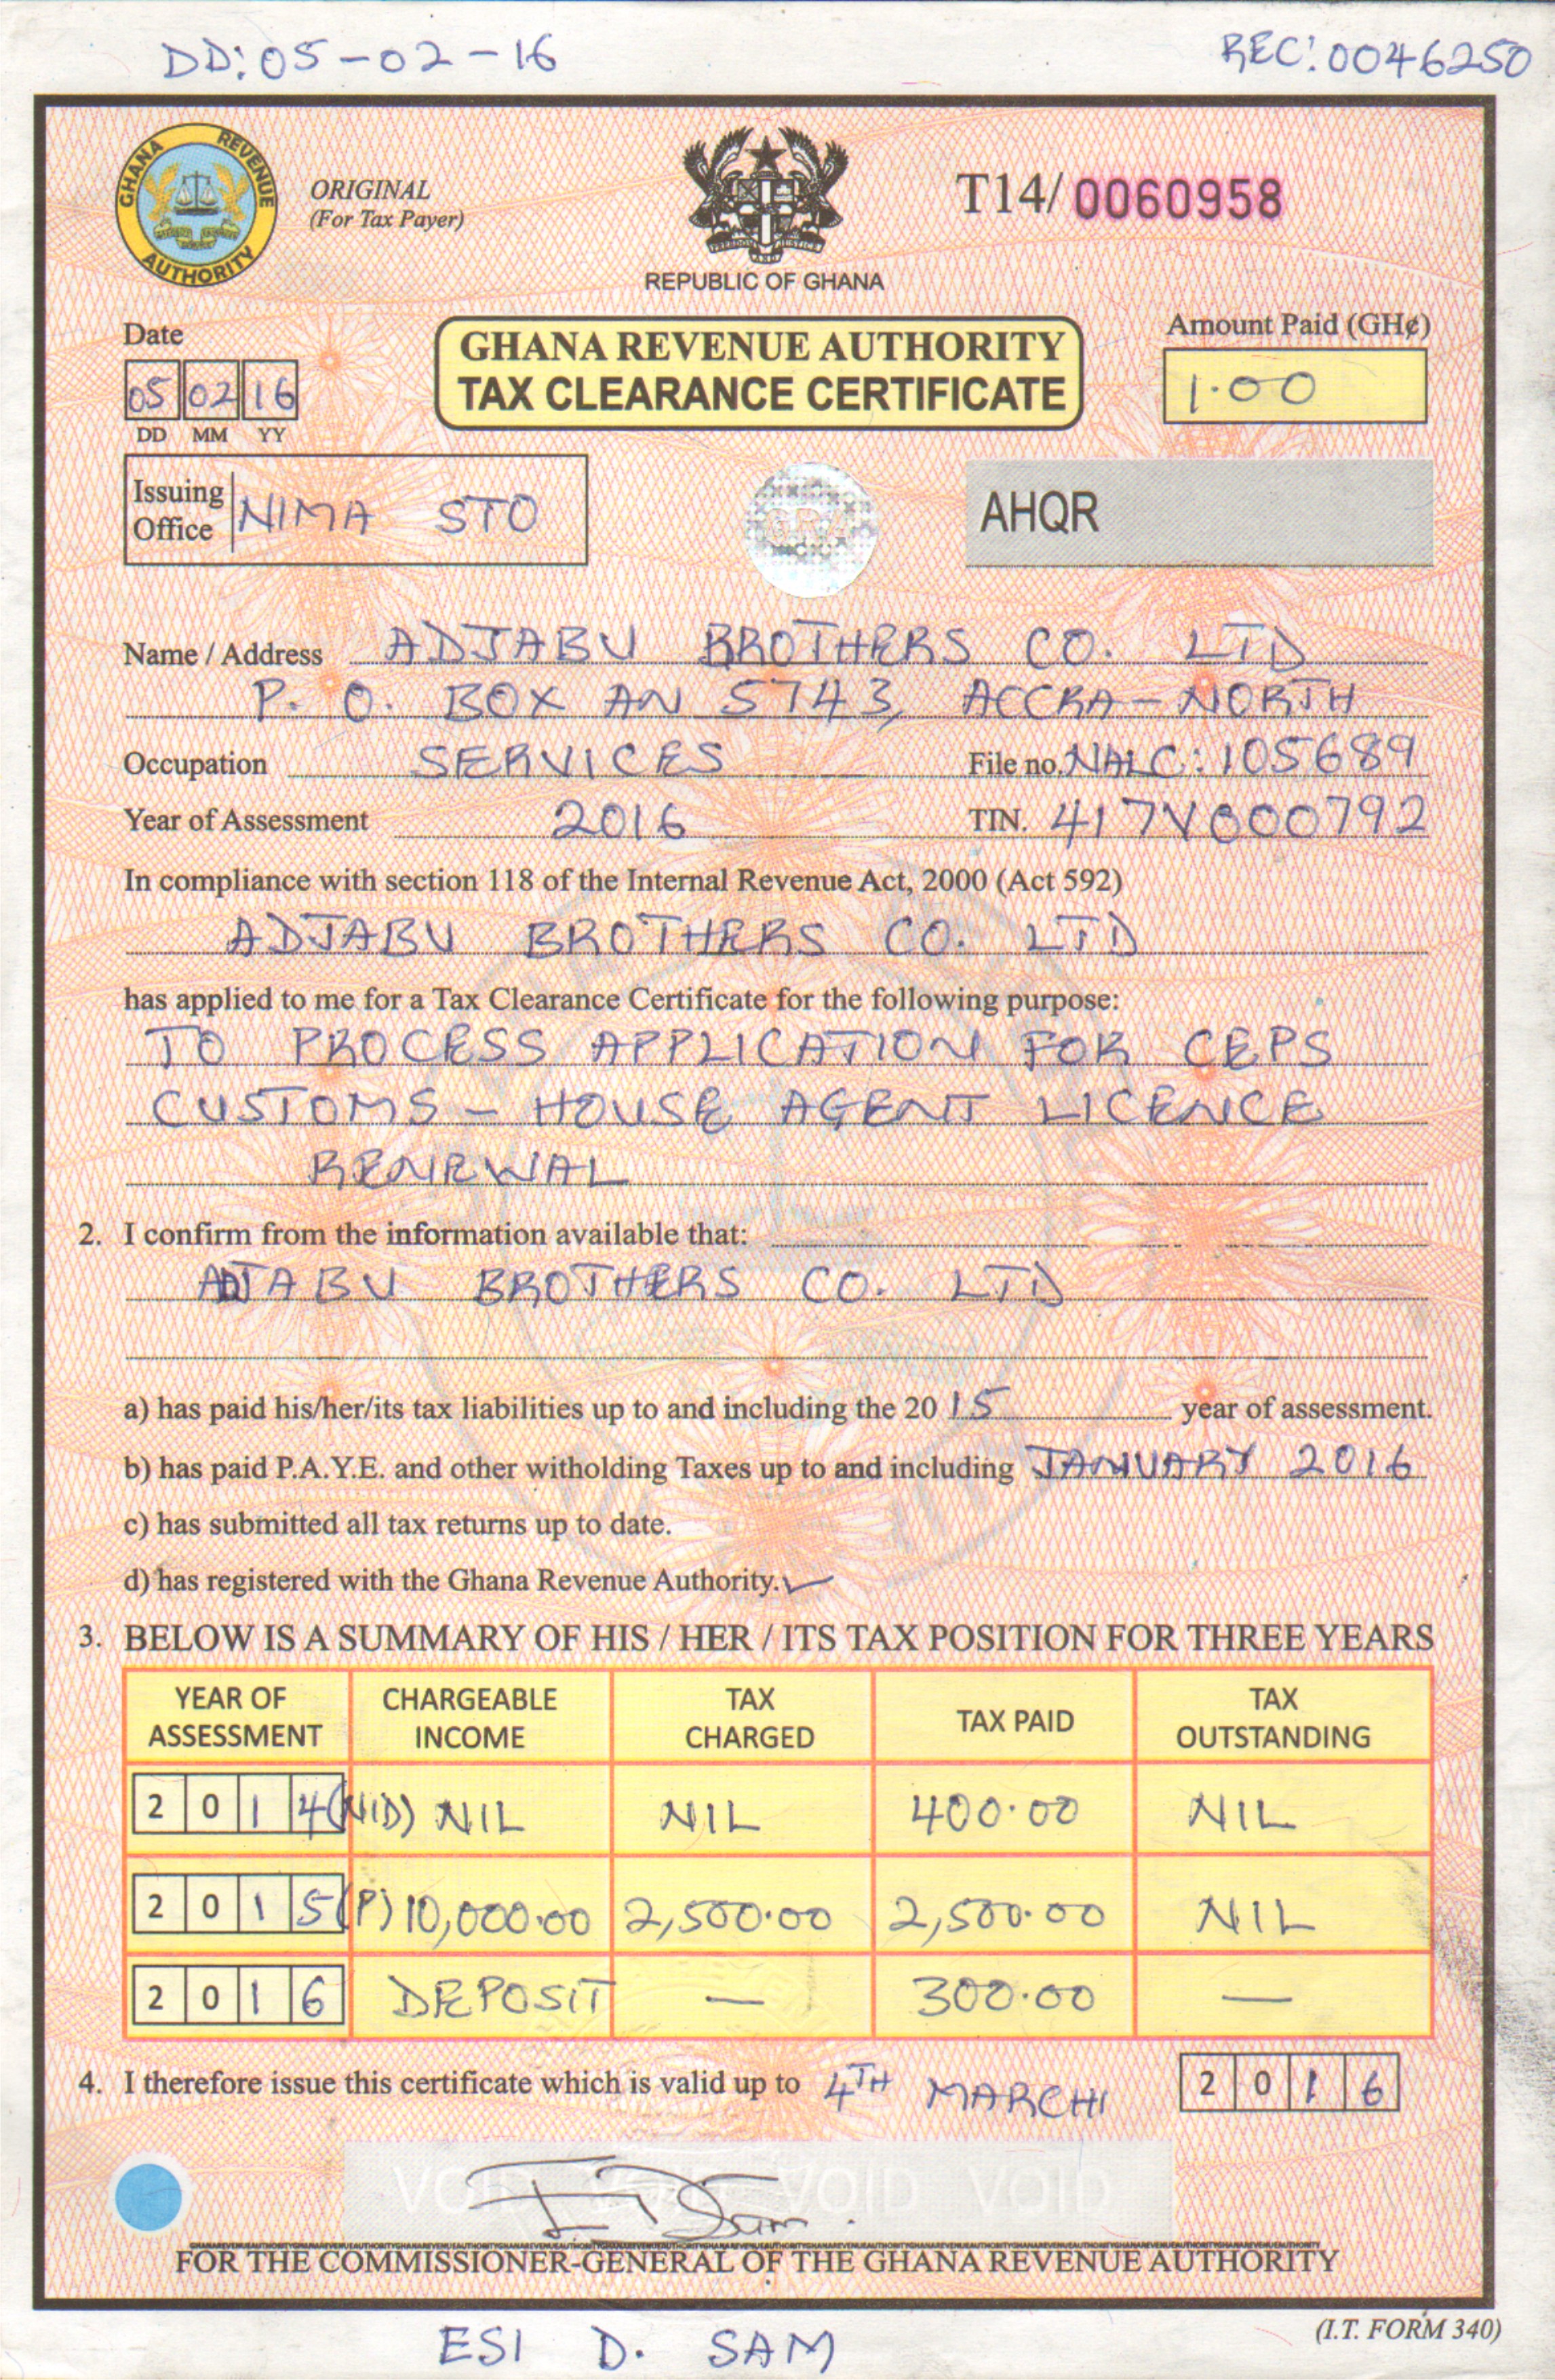 DD: 05-02-16
REC: 0046250
GHANA REVENUE AUTHORITY
ORIGINAL
(For Tax Payer)
T14/ 0060958
FREEDOM AND JUSTICE
REPUBLIC OF GHANA
Date
05 02 16
DD MM YY
GHANA REVENUE AUTHORITY
TAX CLEARANCE CERTIFICATE
Amount Paid (GH¢)
1.00
Issuing Office NIMA STO
GRA
AHQR
Name / Address ADJABU BROTHERS CO. LTD
P. O. BOX AN 5743, ACCRA-NORTH
Occupation SERVICES File no. NALC: 105689
Year of Assessment 2016 TIN. 417V000792
In compliance with section 118 of the Internal Revenue Act, 2000 (Act 592)
ADJABU BROTHERS CO. LTD
has applied to me for a Tax Clearance Certificate for the following purpose:
TO PROCESS APPLICATION FOR CEPS
CUSTOMS - HOUSE AGENT LICENCE
RENEWAL
2. I confirm from the information available that:
ADJABU BROTHERS CO. LTD
a) has paid his/her/its tax liabilities up to and including the 20 15 year of assessment.
b) has paid P.A.Y.E. and other witholding Taxes up to and including JANUARY 2016
c) has submitted all tax returns up to date.
d) has registered with the Ghana Revenue Authority. ✓
3. BELOW IS A SUMMARY OF HIS / HER / ITS TAX POSITION FOR THREE YEARS
YEAR OF ASSESSMENT CHARGEABLE INCOME TAX CHARGED TAX PAID TAX OUTSTANDING
2014 (NID) NIL NIL 400.00 NIL
2015 (P) 10,000.00 2,500.00 2,500.00 NIL
2016 DEPOSIT — 300.00 —
4. I therefore issue this certificate which is valid up to 4TH MARCH 2016
VOID VOID VOID VOID
FOR THE COMMISSIONER-GENERAL OF THE GHANA REVENUE AUTHORITY
(I.T. FORM 340)
ESI D. SAM